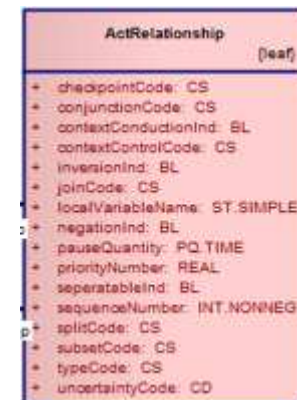 ActRelationship
{leaf}
+ checkpointCode: CS
+ conjunctionCode: CS
+ contextConductionInd: BL
+ contextControlCode: CS
+ inversionInd: BL
+ joinCode: CS
+ localVariableName: ST.SIMPLE
+ negationInd: BL
+ pauseQuantity: PQ.TIME
+ priorityNumber: REAL
+ seperatableInd: BL
+ sequenceNumber: INT.NONNEG
+ splitCode: CS
+ subsetCode: CS
+ typeCode: CS
+ uncertaintyCode: CD